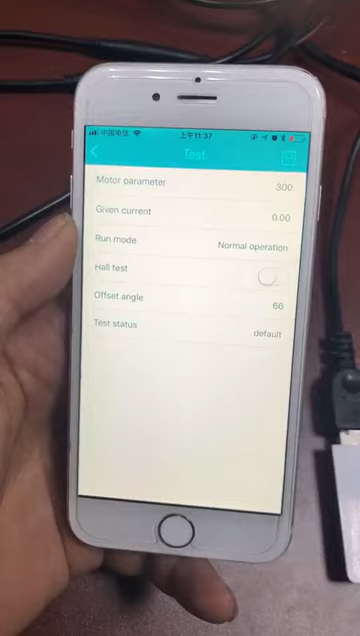 中国电信 上午11:37
Test
Motor parameter 300
Given current 0.00
Run mode Normal operation
Hall test
Offset angle 66
Test status default